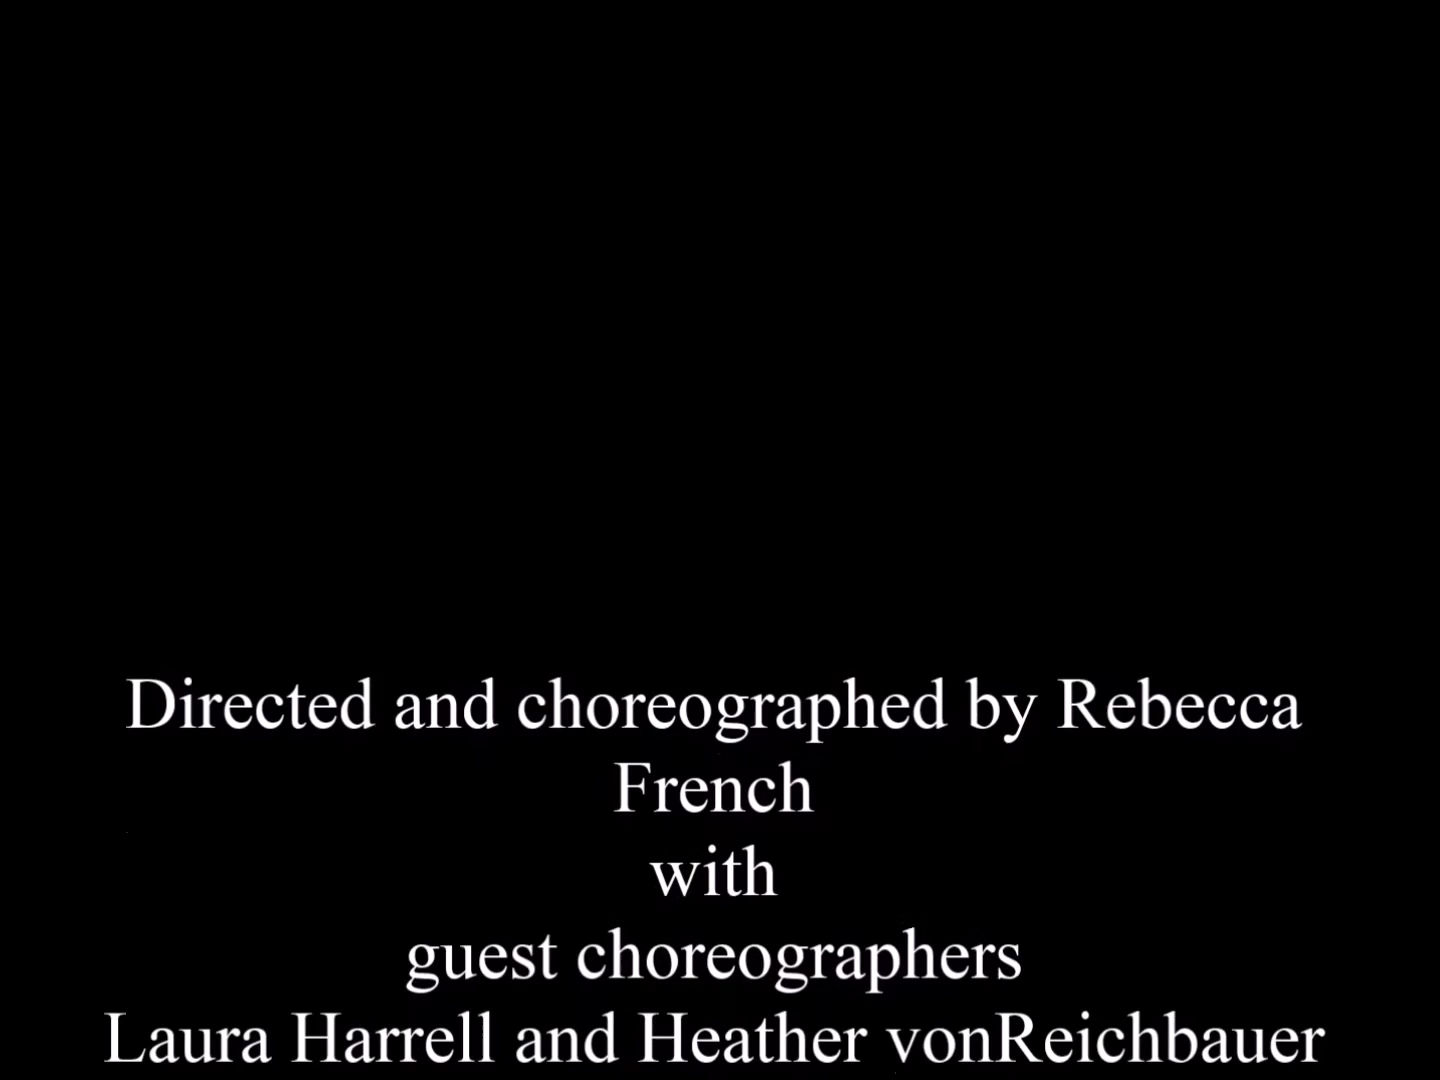 Directed and choreographed by Rebecca
French
with
guest choreographers
Laura Harrell and Heather vonReichbauer